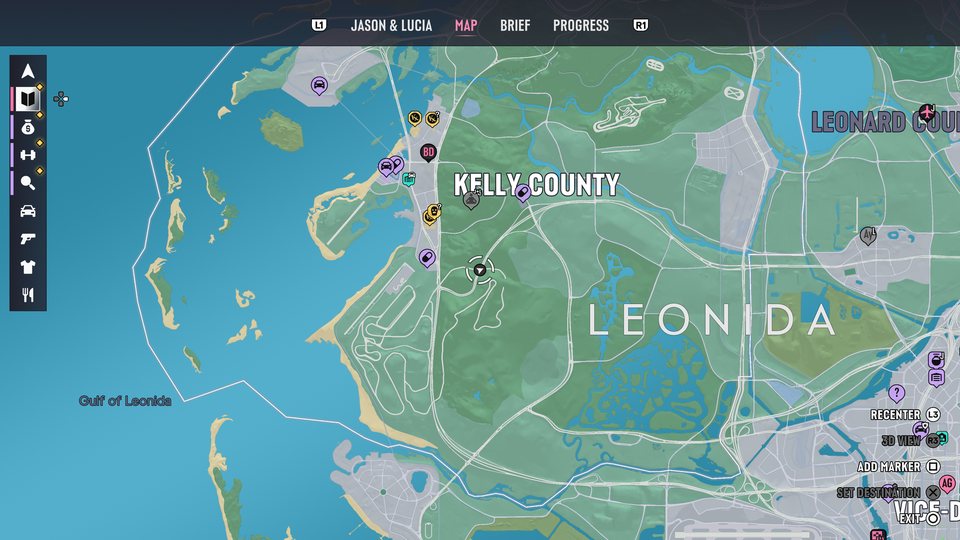 L1 JASON & LUCIA MAP BRIEF PROGRESS R1
LEONARD COU
BD
KELLY COUNTY
LEONIDA
Gulf of Leonida
?
RECENTER L3
3D VIEW R3
ADD MARKER
AG
SET DESTINATION
VICE-D
EXIT